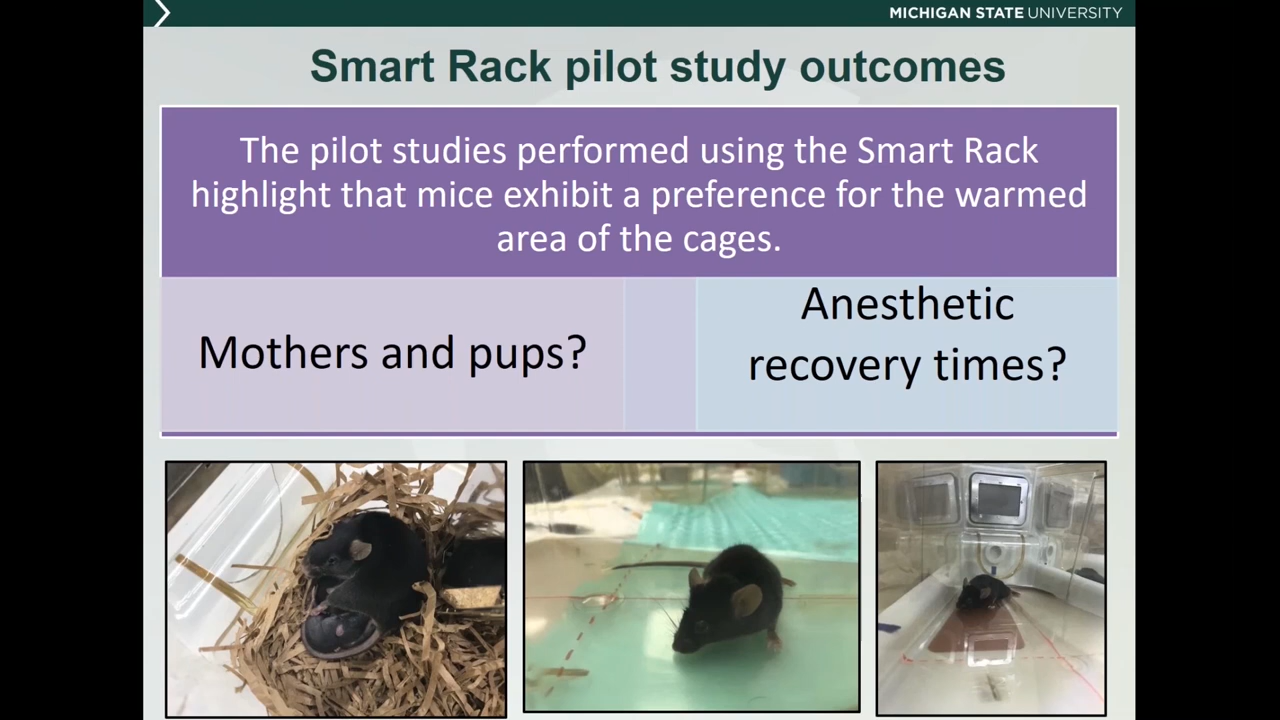 MICHIGAN STATE UNIVERSITY
Smart Rack pilot study outcomes
The pilot studies performed using the Smart Rack
highlight that mice exhibit a preference for the warmed
area of the cages.
Mothers and pups?
Anesthetic
recovery times?